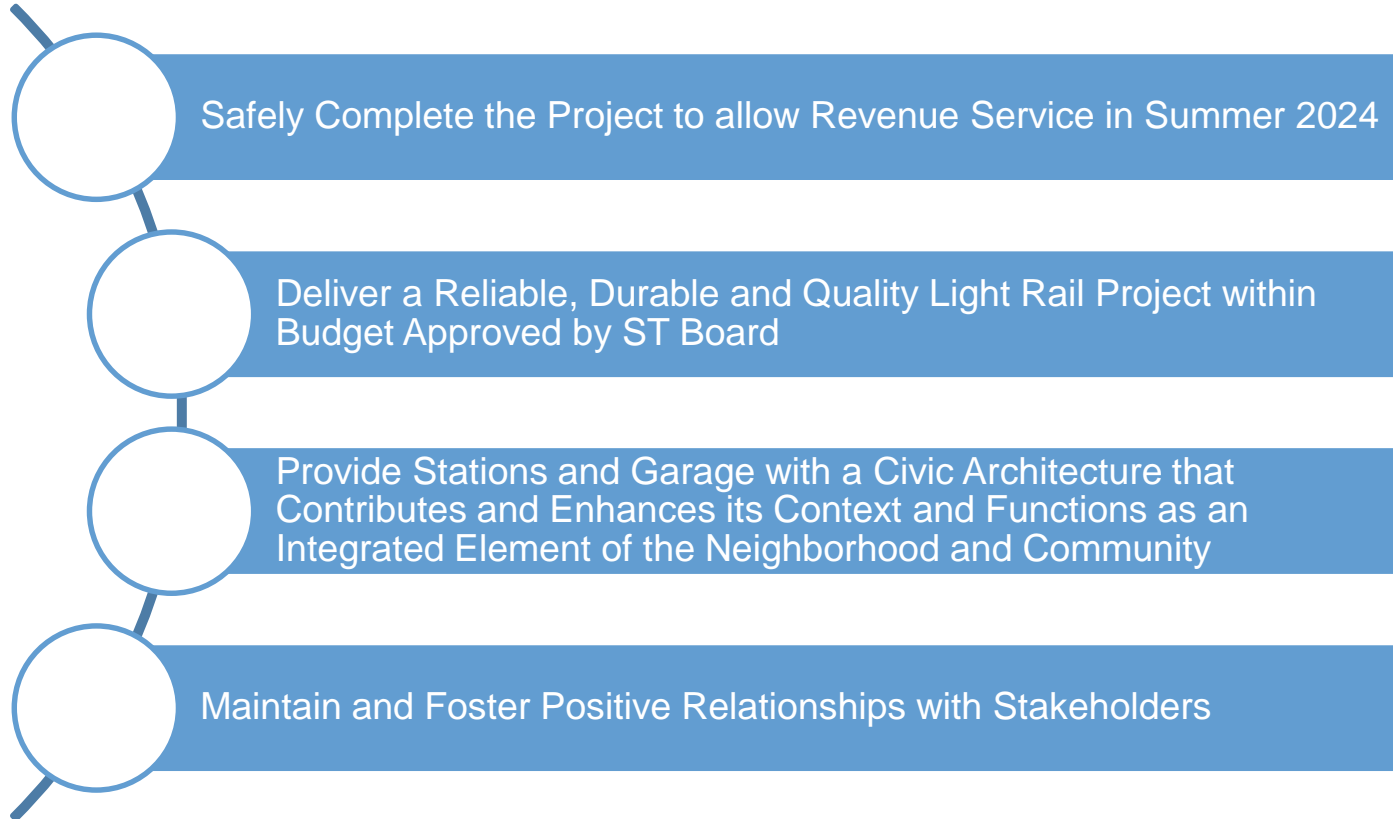 Safely Complete the Project to allow Revenue Service in Summer 2024
Deliver a Reliable, Durable and Quality Light Rail Project within
Budget Approved by ST Board
Provide Stations and Garage with a Civic Architecture that
Contributes and Enhances its Context and Functions as an
Integrated Element of the Neighborhood and Community
Maintain and Foster Positive Relationships with Stakeholders